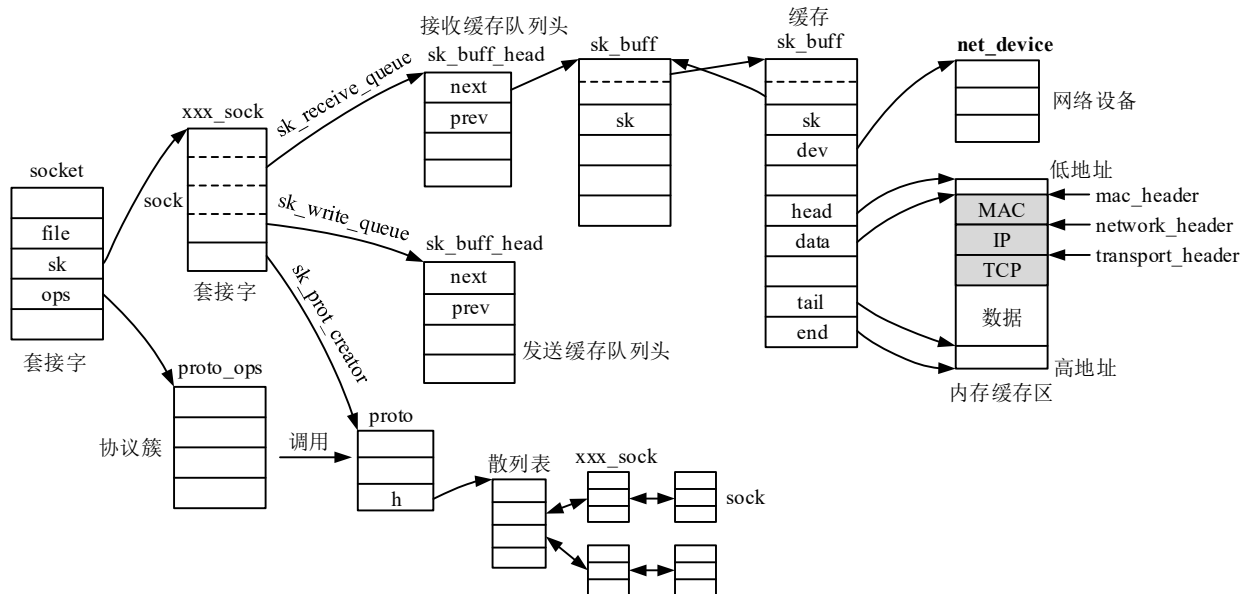 接收缓存队列头
sk_buff_head
next
prev
sk_receive_queue
sk_buff
sk
缓存
sk_buff
sk
dev
head
data
tail
end
net_device
网络设备
低地址
mac_header
MAC
network_header
IP
transport_header
TCP
数据
高地址
内存缓存区
xxx_sock
sock
套接字
socket
file
sk
ops
套接字
sk_write_queue
sk_buff_head
next
prev
发送缓存队列头
sk_prot_creator
proto_ops
协议簇
调用
proto
h
散列表
xxx_sock
sock